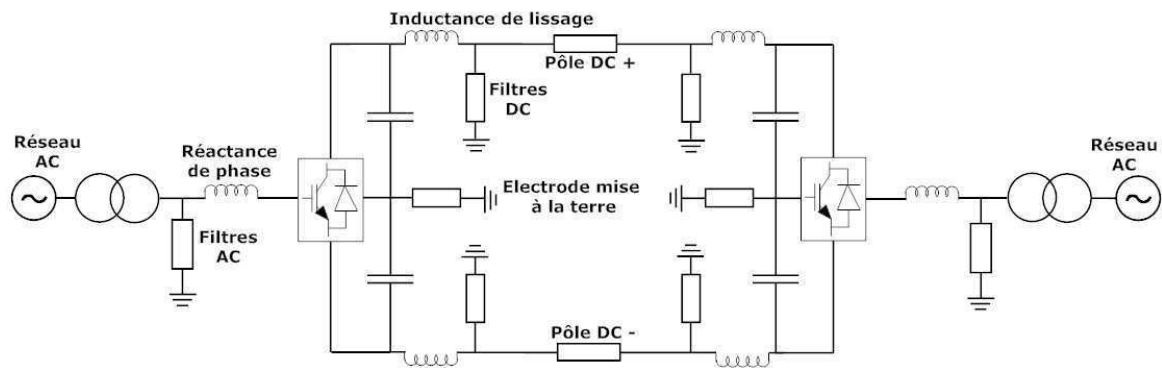 Inductance de lissage
Pôle DC +
Filtres
DC
Réseau
AC
Réactance
de phase
Electrode mise
à la terre
Réseau
AC
Filtres
AC
Pôle DC -